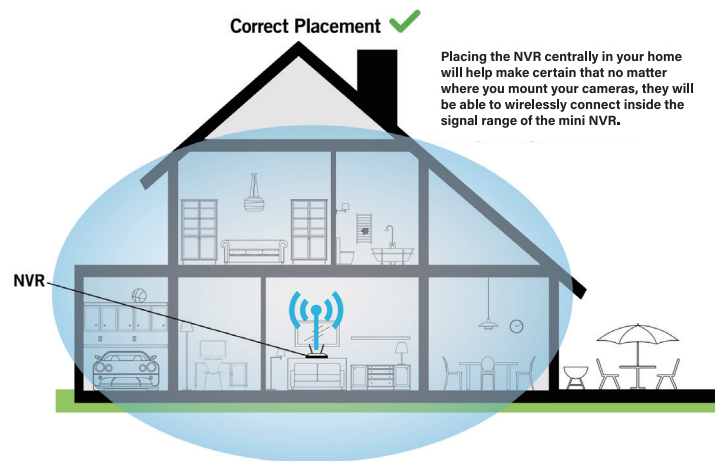 Correct Placement
Placing the NVR centrally in your home
will help make certain that no matter
where you mount your cameras, they will
be able to wirelessly connect inside the
signal range of the mini NVR.
NVR